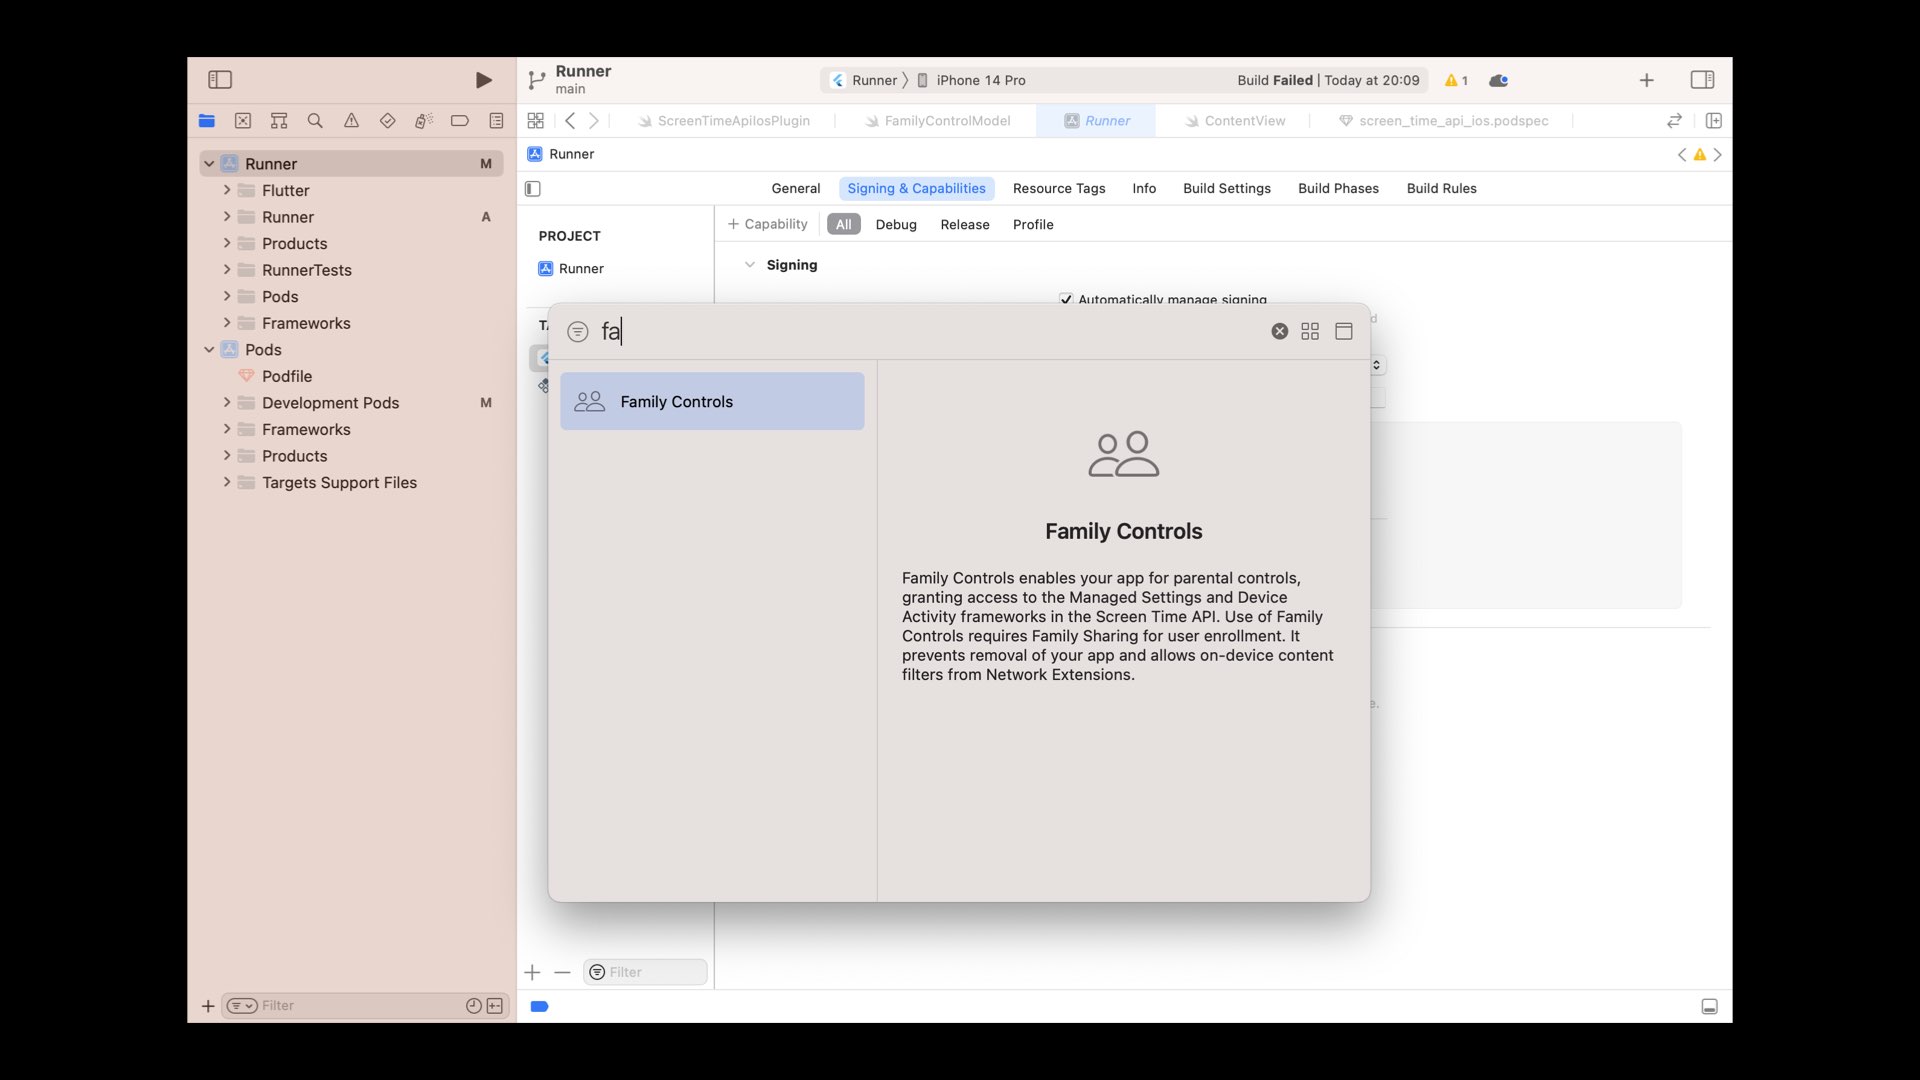 Runner
main
Runner
iPhone 14 Pro
Build Failed | Today at 20:09
1
ScreenTimeApiIosPlugin
FamilyControlModel
Runner
ContentView
screen_time_api_ios.podspec
Runner
General
Signing & Capabilities
Resource Tags
Info
Build Settings
Build Phases
Build Rules
+ Capability
All
Debug
Release
Profile
Runner M
Flutter
Runner A
Products
RunnerTests
Pods
Frameworks
Pods
Podfile
Development Pods M
Frameworks
Products
Targets Support Files
PROJECT
Runner
Signing
Automatically manage signing
fa
Family Controls
Family Controls
Family Controls enables your app for parental controls,
granting access to the Managed Settings and Device
Activity frameworks in the Screen Time API. Use of Family
Controls requires Family Sharing for user enrollment. It
prevents removal of your app and allows on-device content
filters from Network Extensions.
Filter
Filter